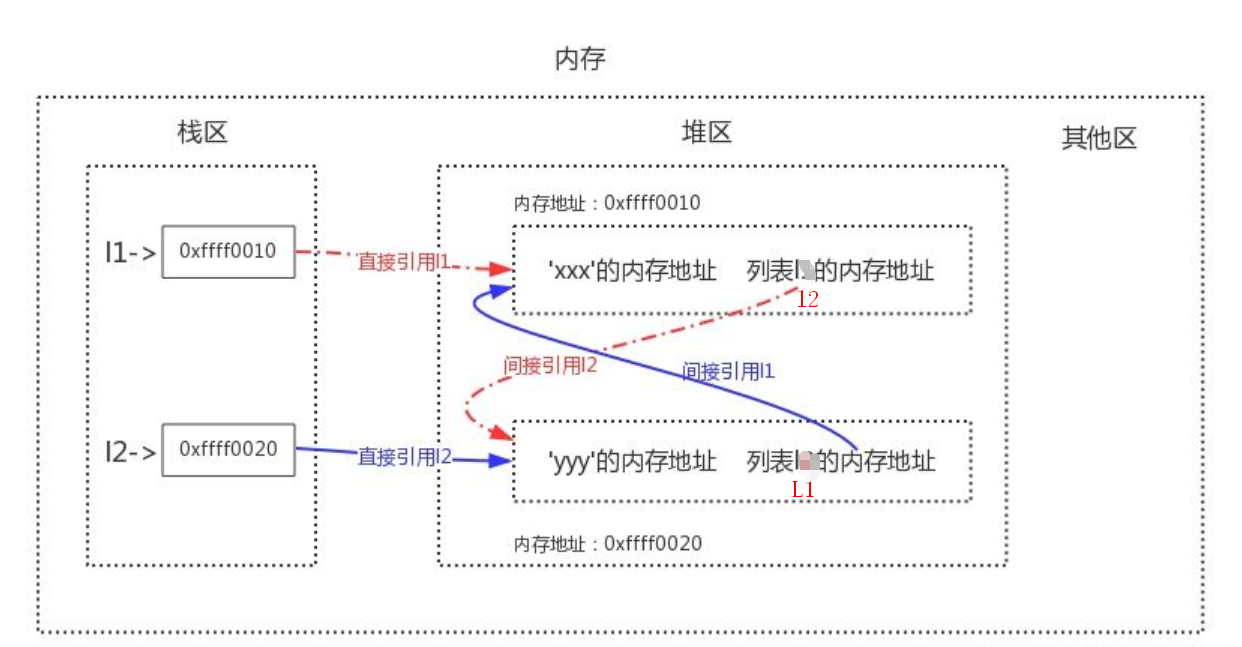 内存
栈区
堆区
其他区
内存地址：0xffff0010
l1->
0xffff0010
直接引用l1
'xxx'的内存地址 列表l 的内存地址
l2
间接引用l2
间接引用l1
l2->
0xffff0020
直接引用l2
'yyy'的内存地址 列表l 的内存地址
L1
内存地址：0xffff0020